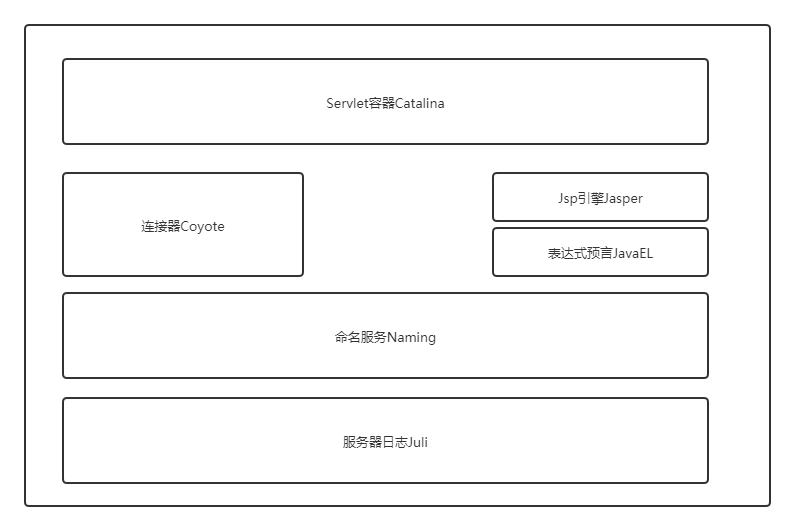 Servlet容器Catalina
连接器Coyote
Jsp引擎Jasper
表达式预言JavaEL
命名服务Naming
服务器日志Juli